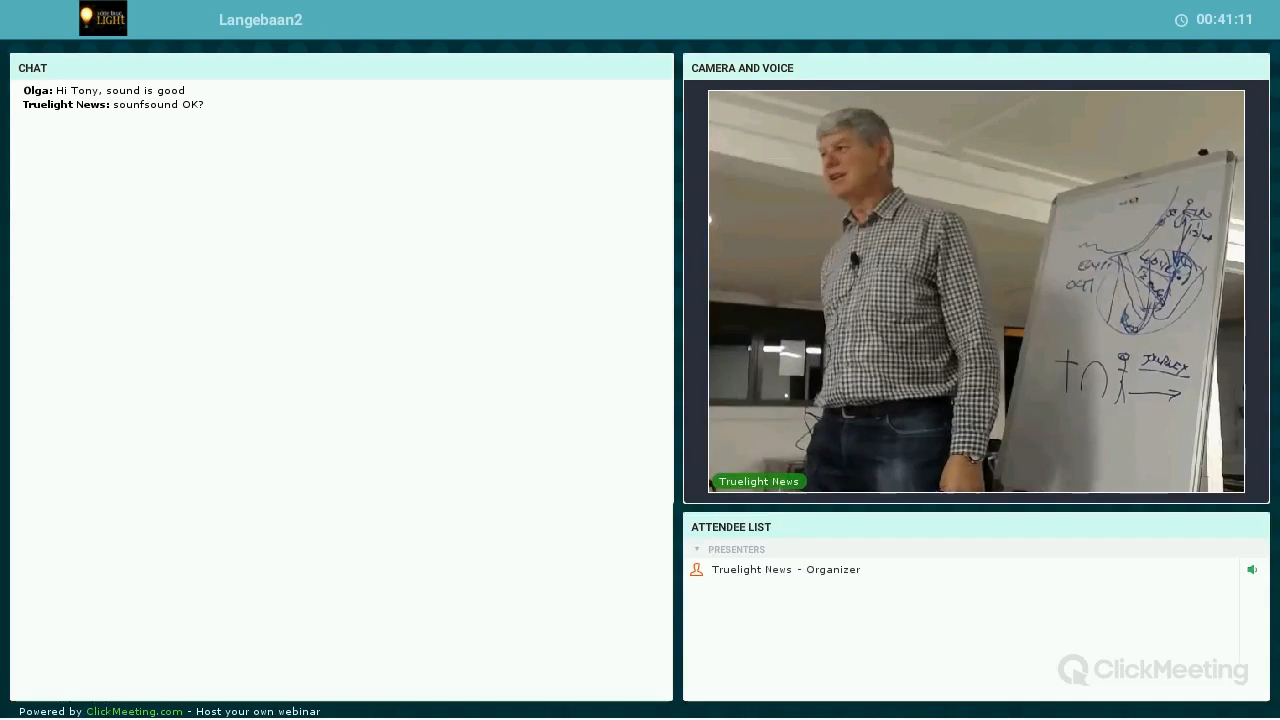 Langebaan2
00:41:11
LIGHT
CHAT
Olga: Hi Tony, sound is good
Truelight News: sounfsound OK?
CAMERA AND VOICE
Truelight News
ATTENDEE LIST
PRESENTERS
Truelight News - Organizer
ClickMeeting
Powered by ClickMeeting.com - Host your own webinar